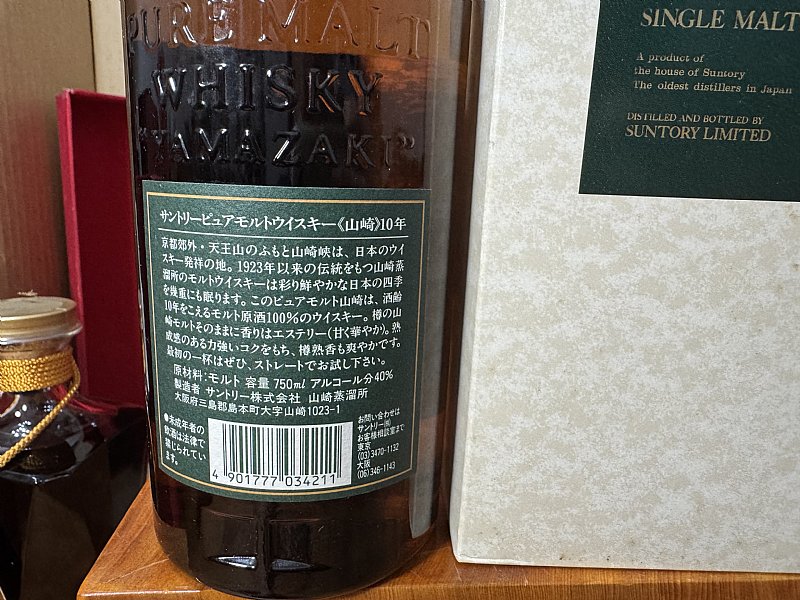 PURE MALT
WHISKY
"YAMAZAKI"
サントリーピュアモルトウイスキー《山崎》10年
京都郊外・天王山のふもと山崎峡は、日本のウイ
スキー発祥の地。1923年以来の伝統をもつ山崎蒸
溜所のモルトウイスキーは彩り鮮やかな日本の四季
を幾重にも眠ります。このピュアモルト山崎は、酒齢
10年をこえるモルト原酒100%のウイスキー。樽の山
崎モルトそのままに香りはエステリー(甘く華やか)。熟
成感のある力強いコクをもち、樽熟香も爽やかです。
最初の一杯はぜひ、ストレートでお試し下さい。
原材料:モルト 容量 750ml アルコール分40%
製造者 サントリー株式会社 山崎蒸溜所
大阪府三島郡島本町大字山崎1023-1
●未成年者の
飲酒は法律で
禁じられてい
ます。
4 901777 034211
お問い合わせは
サントリー㈱
お客様相談室まで
東京
(03)3470-1132
大阪
(06)346-1143
SINGLE MALT
A product of
the house of Suntory
The oldest distillers in Japan
DISTILLED AND BOTTLED BY
SUNTORY LIMITED